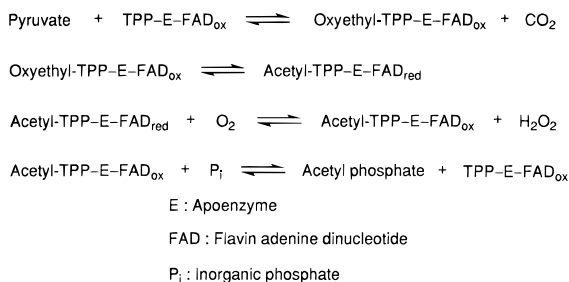 Pyruvate + TPP–E–FADox ⇌ Oxyethyl-TPP–E–FADox + CO2
Oxyethyl-TPP–E–FADox ⇌ Acetyl-TPP–E–FADred
Acetyl-TPP–E–FADred + O2 ⇌ Acetyl-TPP–E–FADox + H2O2
Acetyl-TPP–E–FADox + Pi ⇌ Acetyl phosphate + TPP–E–FADox
E : Apoenzyme
FAD : Flavin adenine dinucleotide
Pi : Inorganic phosphate